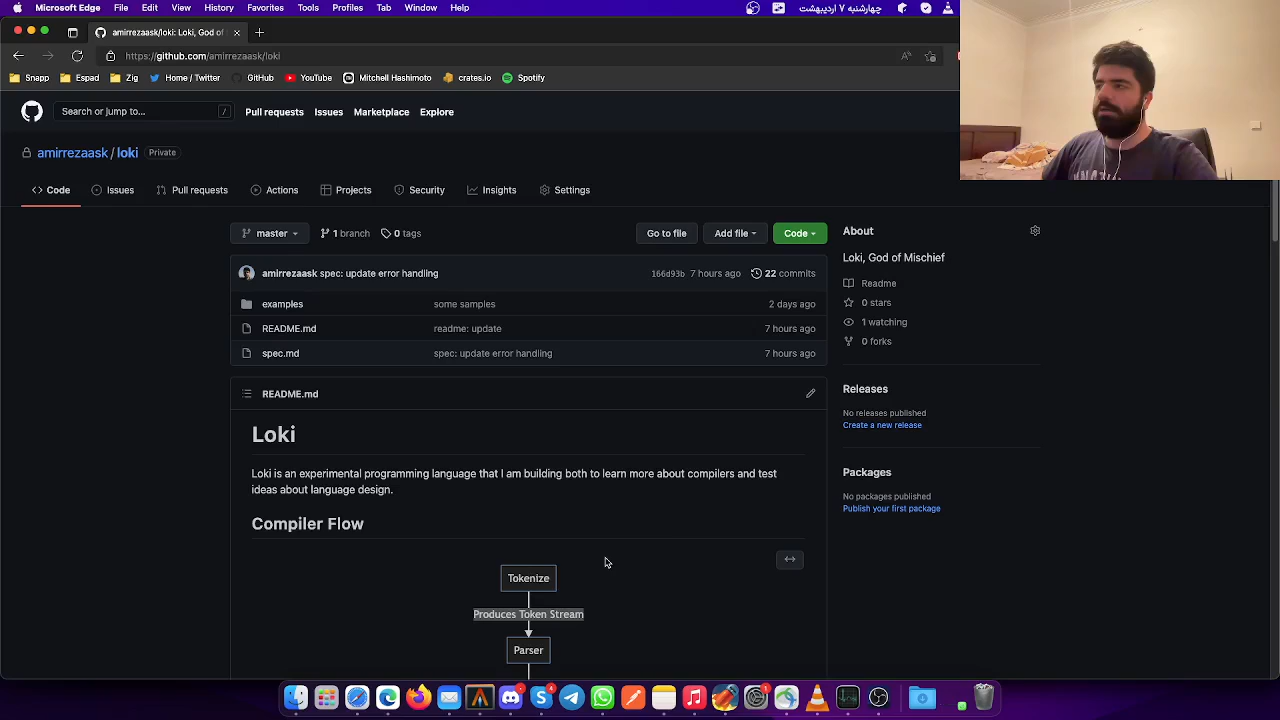 Microsoft Edge File Edit View History Favorites Tools Profiles Tab Window Help چهارشنبه ۷ اردیبهشت
amirrezaask/loki: Loki, God of
https://github.com/amirrezaask/loki
Snapp Espad Zig Home / Twitter GitHub YouTube Mitchell Hashimoto crates.io Spotify
Search or jump to... / Pull requests Issues Marketplace Explore
amirrezaask / loki Private
Code Issues Pull requests Actions Projects Security Insights Settings
master 1 branch 0 tags Go to file Add file Code
amirrezaask spec: update error handling 166d93b 7 hours ago 22 commits
examples some samples 2 days ago
README.md readme: update 7 hours ago
spec.md spec: update error handling 7 hours ago
README.md
Loki
Loki is an experimental programming language that I am building both to learn more about compilers and test
ideas about language design.
Compiler Flow
Tokenize
Produces Token Stream
Parser
About
Loki, God of Mischief
Readme
0 stars
1 watching
0 forks
Releases
No releases published
Create a new release
Packages
No packages published
Publish your first package